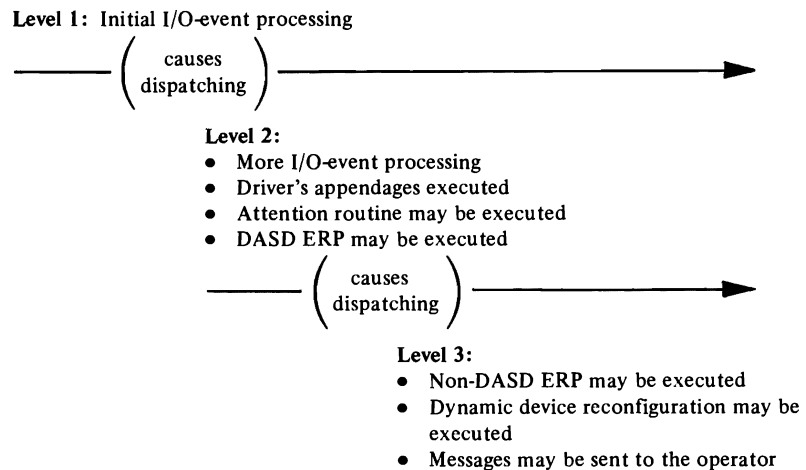 Level 1: Initial I/O-event processing
causes
dispatching
Level 2:
● More I/O-event processing
● Driver's appendages executed
● Attention routine may be executed
● DASD ERP may be executed
causes
dispatching
Level 3:
● Non-DASD ERP may be executed
● Dynamic device reconfiguration may be
executed
● Messages may be sent to the operator